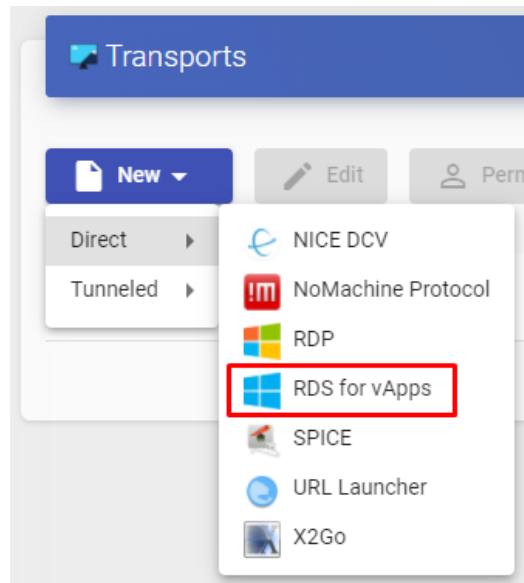 Transports
New
Edit
Perm
Direct
Tunneled
NICE DCV
NoMachine Protocol
RDP
RDS for vApps
SPICE
URL Launcher
X2Go